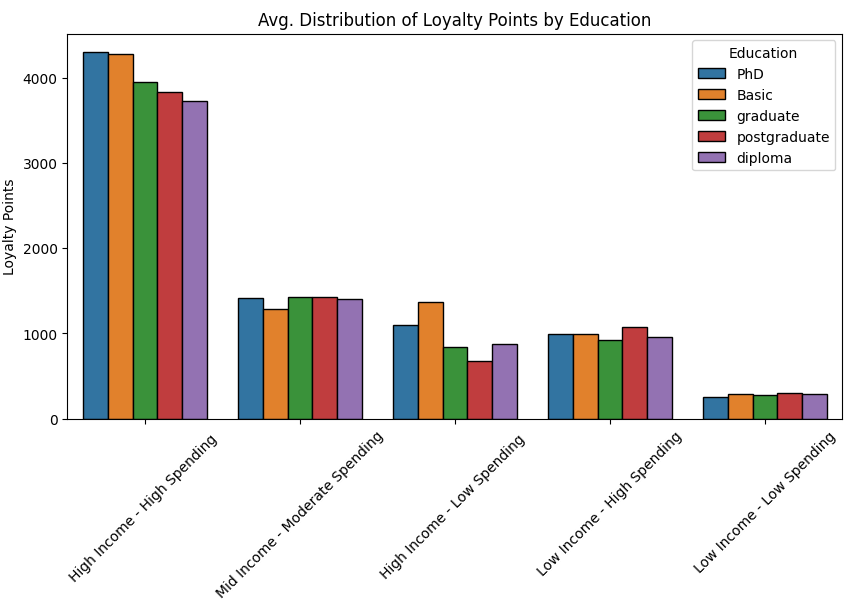 Avg. Distribution of Loyalty Points by Education
Loyalty Points
4000
3000
2000
1000
0
Education
PhD
Basic
graduate
postgraduate
diploma
High Income - High Spending
Mid Income - Moderate Spending
High Income - Low Spending
Low Income - High Spending
Low Income - Low Spending